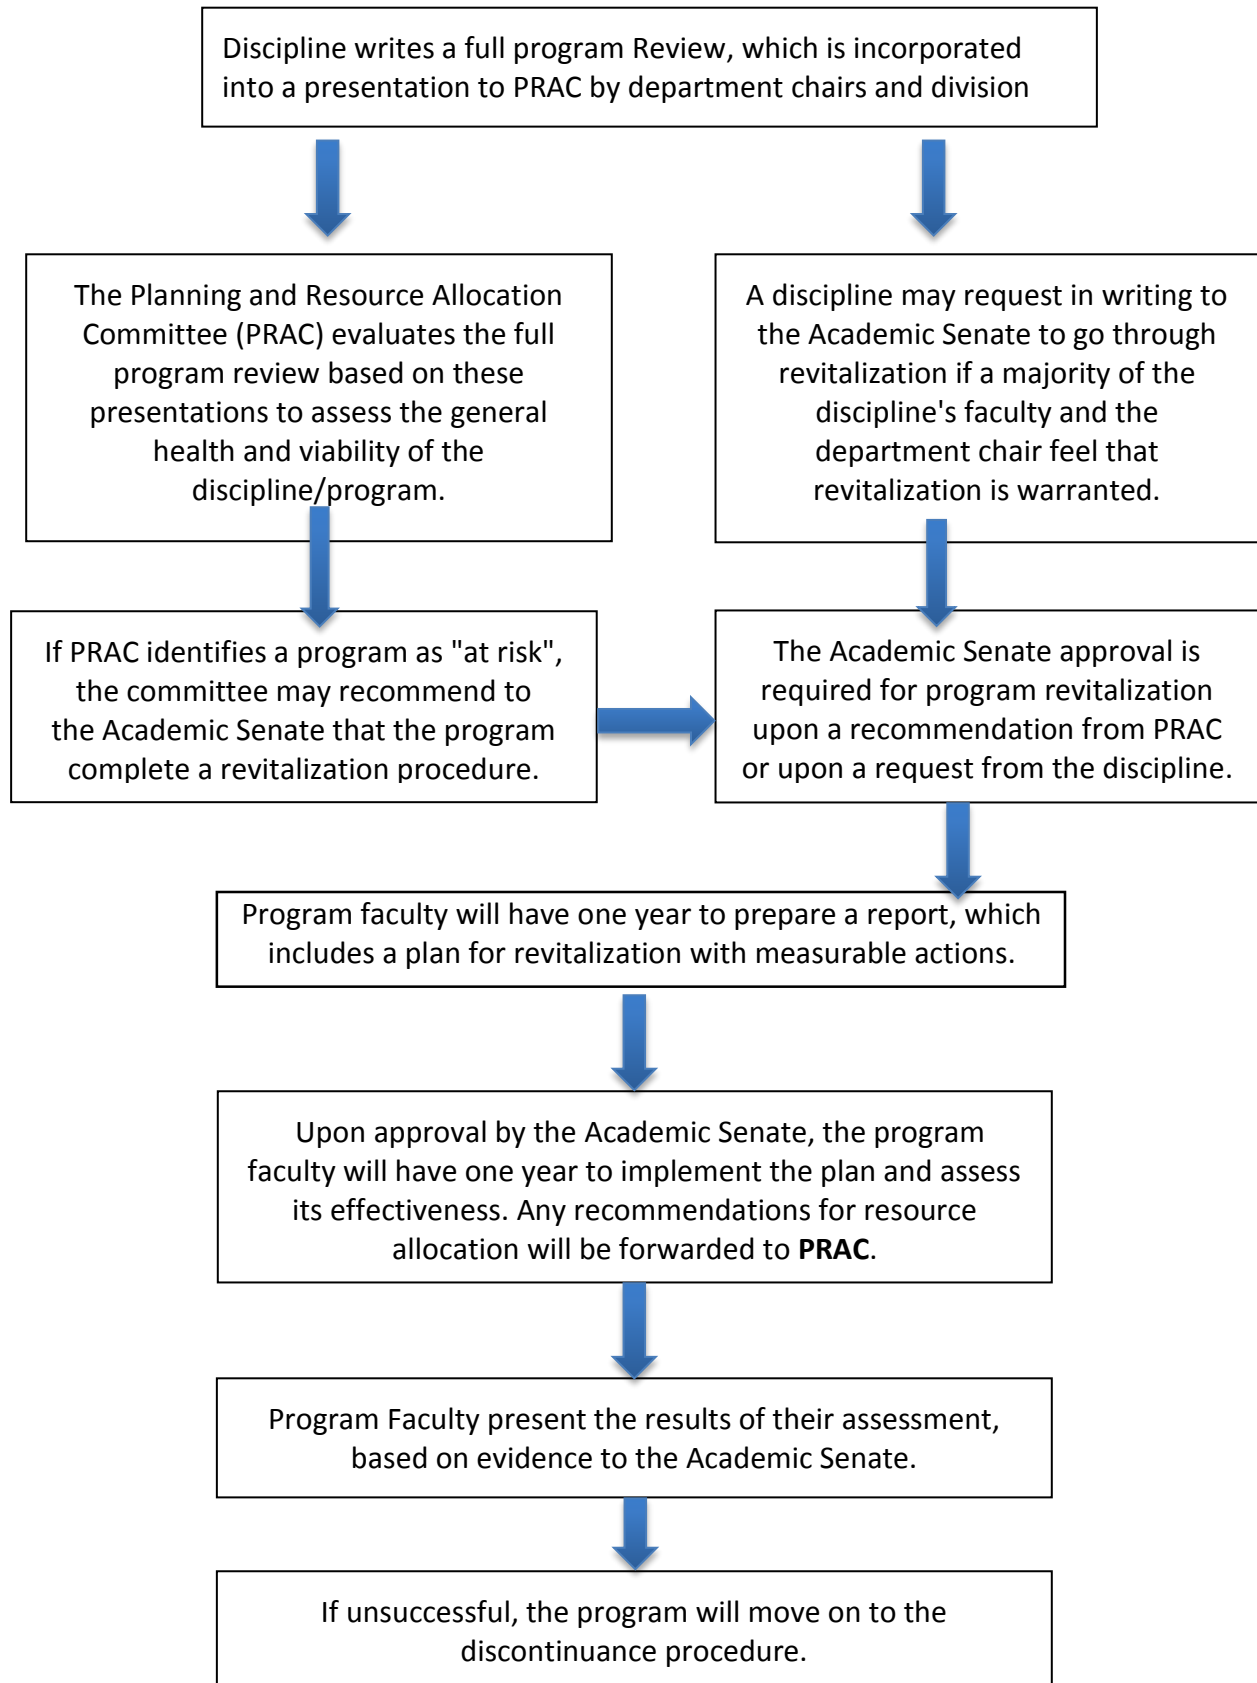 Discipline writes a full program Review, which is incorporated
into a presentation to PRAC by department chairs and division
The Planning and Resource Allocation
Committee (PRAC) evaluates the full
program review based on these
presentations to assess the general
health and viability of the
discipline/program.
A discipline may request in writing to
the Academic Senate to go through
revitalization if a majority of the
discipline's faculty and the
department chair feel that
revitalization is warranted.
If PRAC identifies a program as "at risk",
the committee may recommend to
the Academic Senate that the program
complete a revitalization procedure.
The Academic Senate approval is
required for program revitalization
upon a recommendation from PRAC
or upon a request from the discipline.
Program faculty will have one year to prepare a report, which
includes a plan for revitalization with measurable actions.
Upon approval by the Academic Senate, the program
faculty will have one year to implement the plan and assess
its effectiveness. Any recommendations for resource
allocation will be forwarded to PRAC.
Program Faculty present the results of their assessment,
based on evidence to the Academic Senate.
If unsuccessful, the program will move on to the
discontinuance procedure.